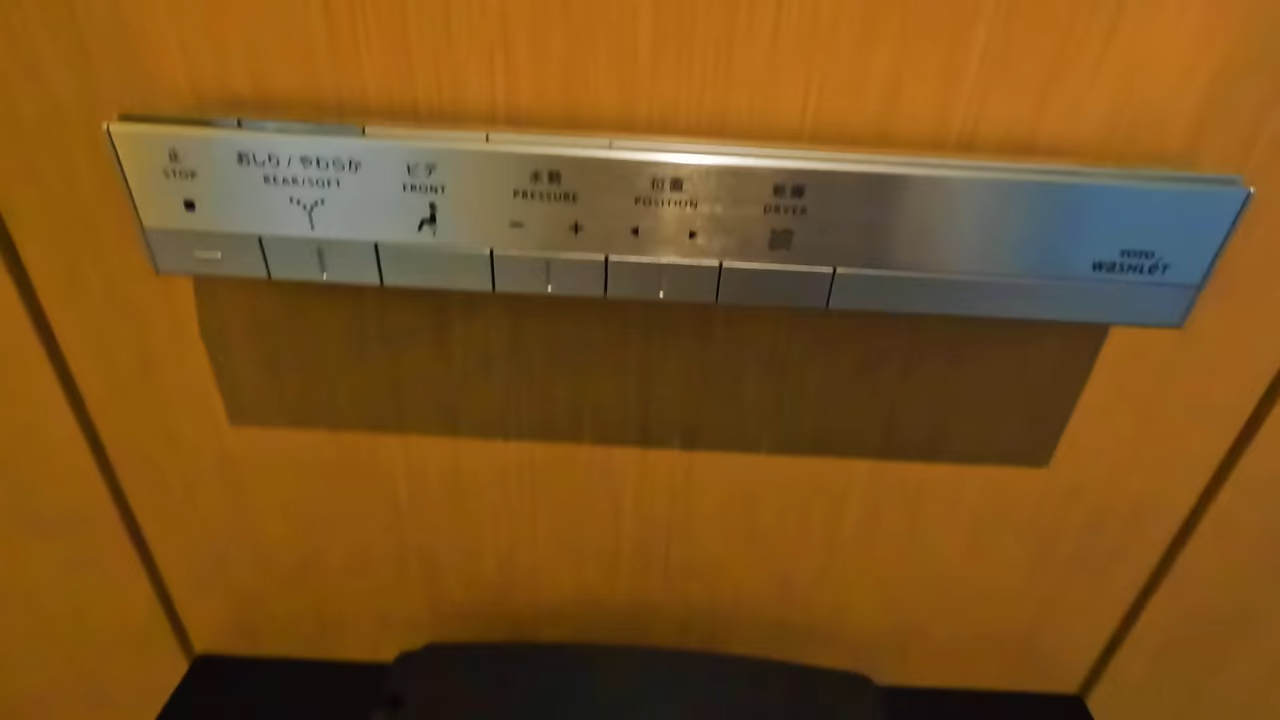 止
STOP
おしり / やわらか
REAR/SOFT
ビデ
FRONT
水勢
PRESSURE
- +
位置
POSITION
乾燥
DRYER
TOTO
WASHLET